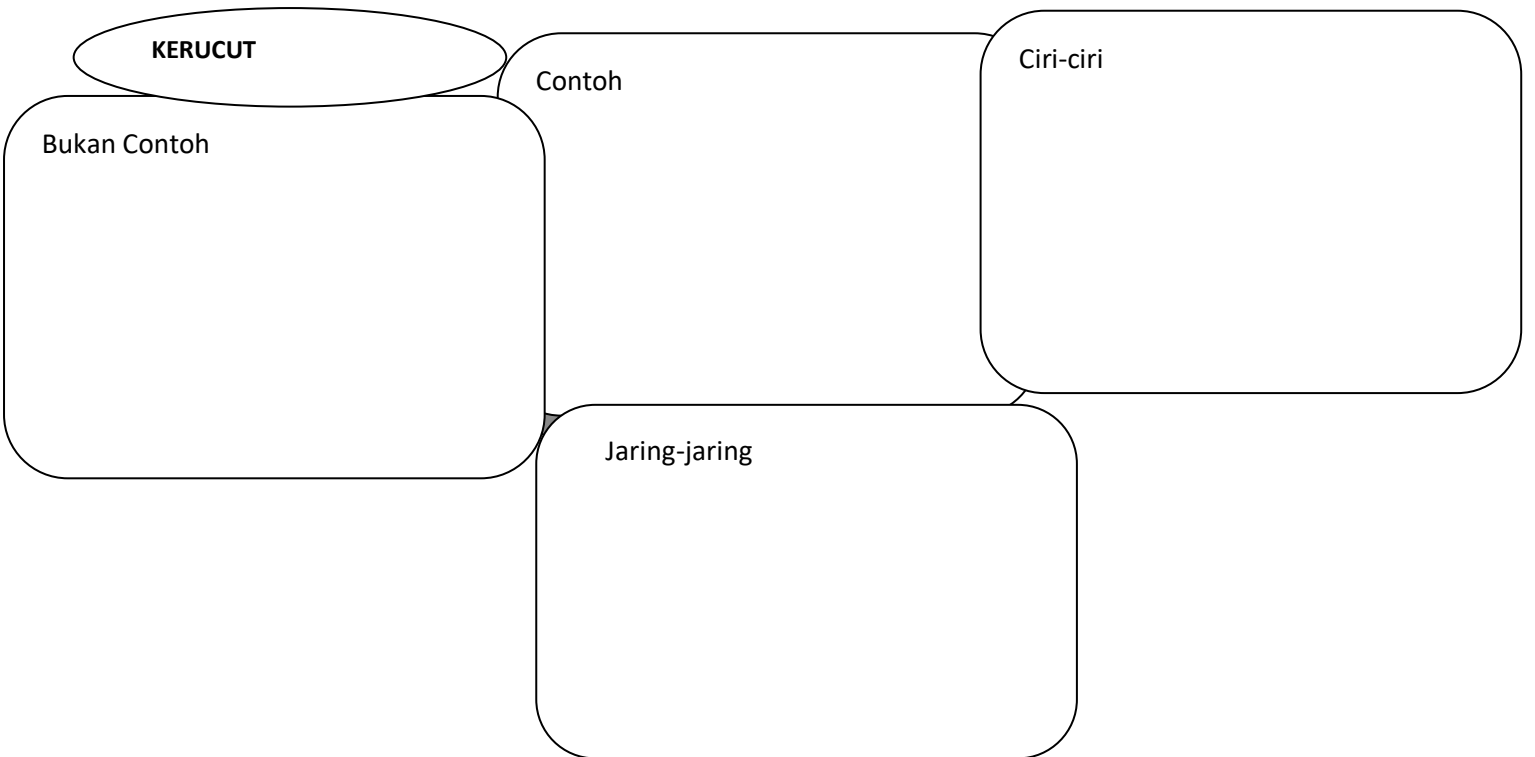 KERUCUT
Bukan Contoh
Contoh
Ciri-ciri
Jaring-jaring